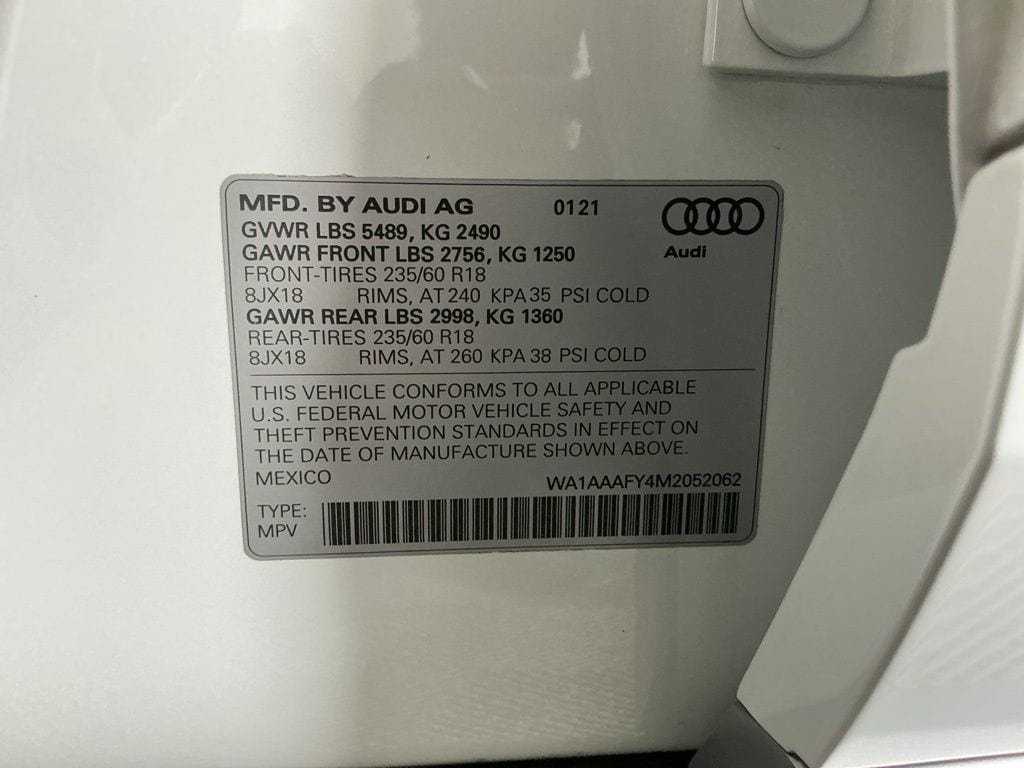 MFD. BY AUDI AG 0121
GVWR LBS 5489, KG 2490
GAWR FRONT LBS 2756, KG 1250
Audi
FRONT-TIRES 235/60 R18
8JX18 RIMS, AT 240 KPA 35 PSI COLD
GAWR REAR LBS 2998, KG 1360
REAR-TIRES 235/60 R18
8JX18 RIMS, AT 260 KPA 38 PSI COLD
THIS VEHICLE CONFORMS TO ALL APPLICABLE
U.S. FEDERAL MOTOR VEHICLE SAFETY AND
THEFT PREVENTION STANDARDS IN EFFECT ON
THE DATE OF MANUFACTURE SHOWN ABOVE.
MEXICO WA1AAAFY4M2052062
TYPE:
MPV